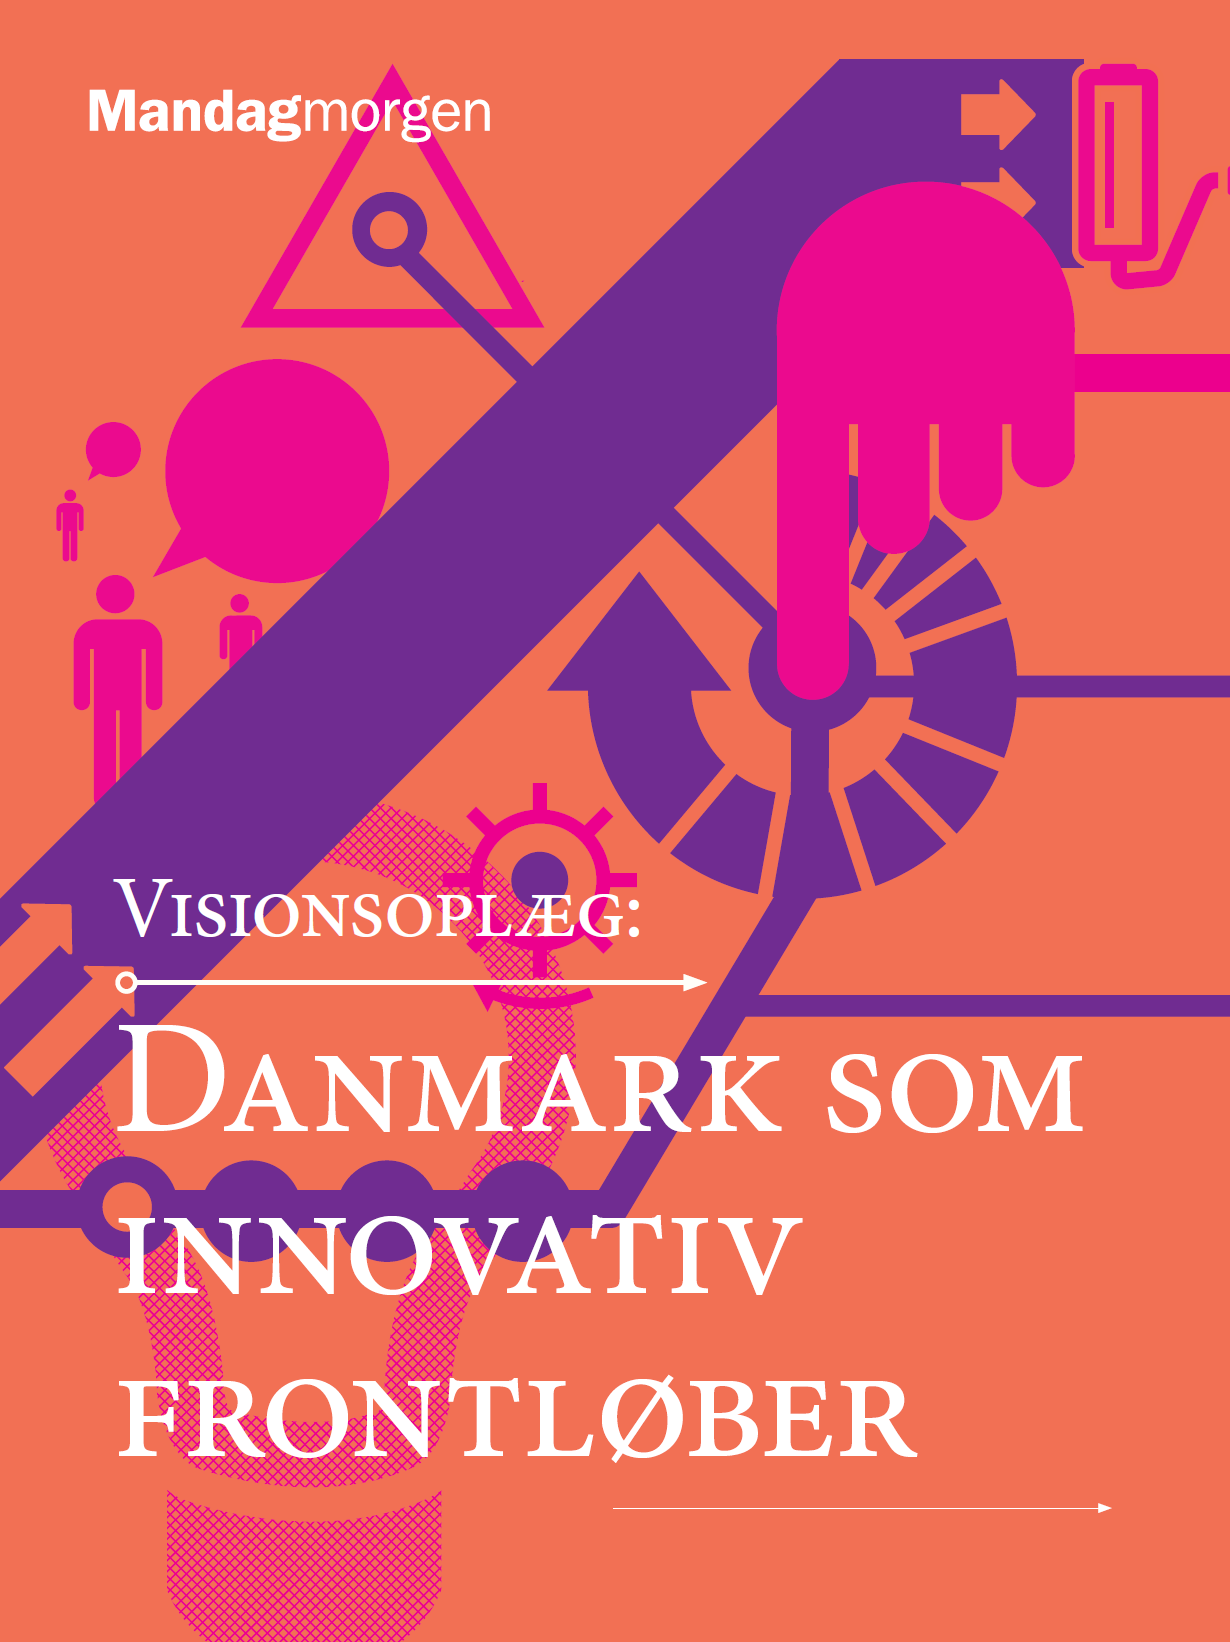 Mandagmorgen
Visionsoplæg:
Danmark som
innovativ
frontløber